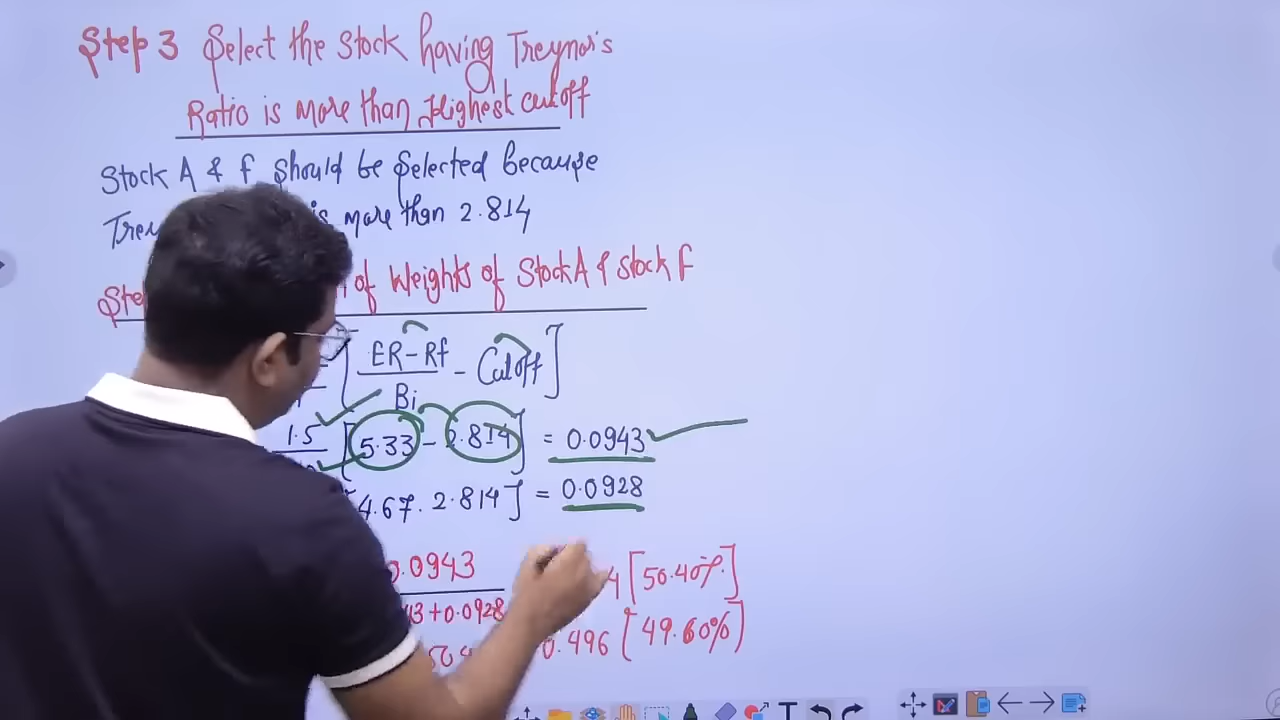 Step 3 Select the Stock having Treynor's
Ratio is More than Highest cutoff
Stock A & F Should be Selected Because
is more than 2.814
of Weights of Stock A & Stock F
[ER-Rf / Bi - Cutoff]
1.5 [5.33 - 2.814] = 0.0943
4.67. 2.814] = 0.0928
0.0943 [50.40%]
+0.0928
0.496 [49.60%]
T